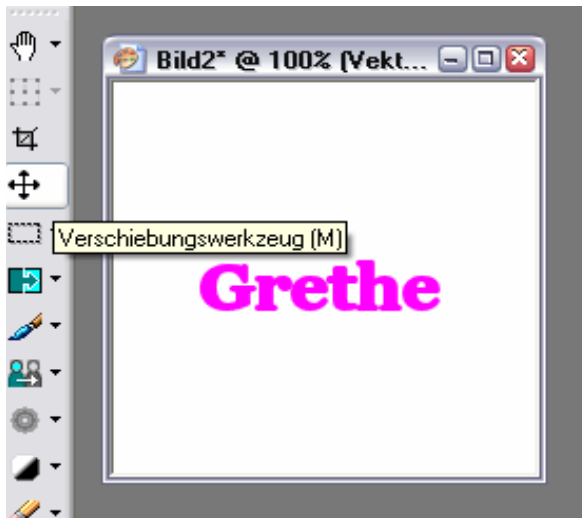 Bild2* @ 100% (Vekt...
Verschiebungswerkzeug (M)
Grethe